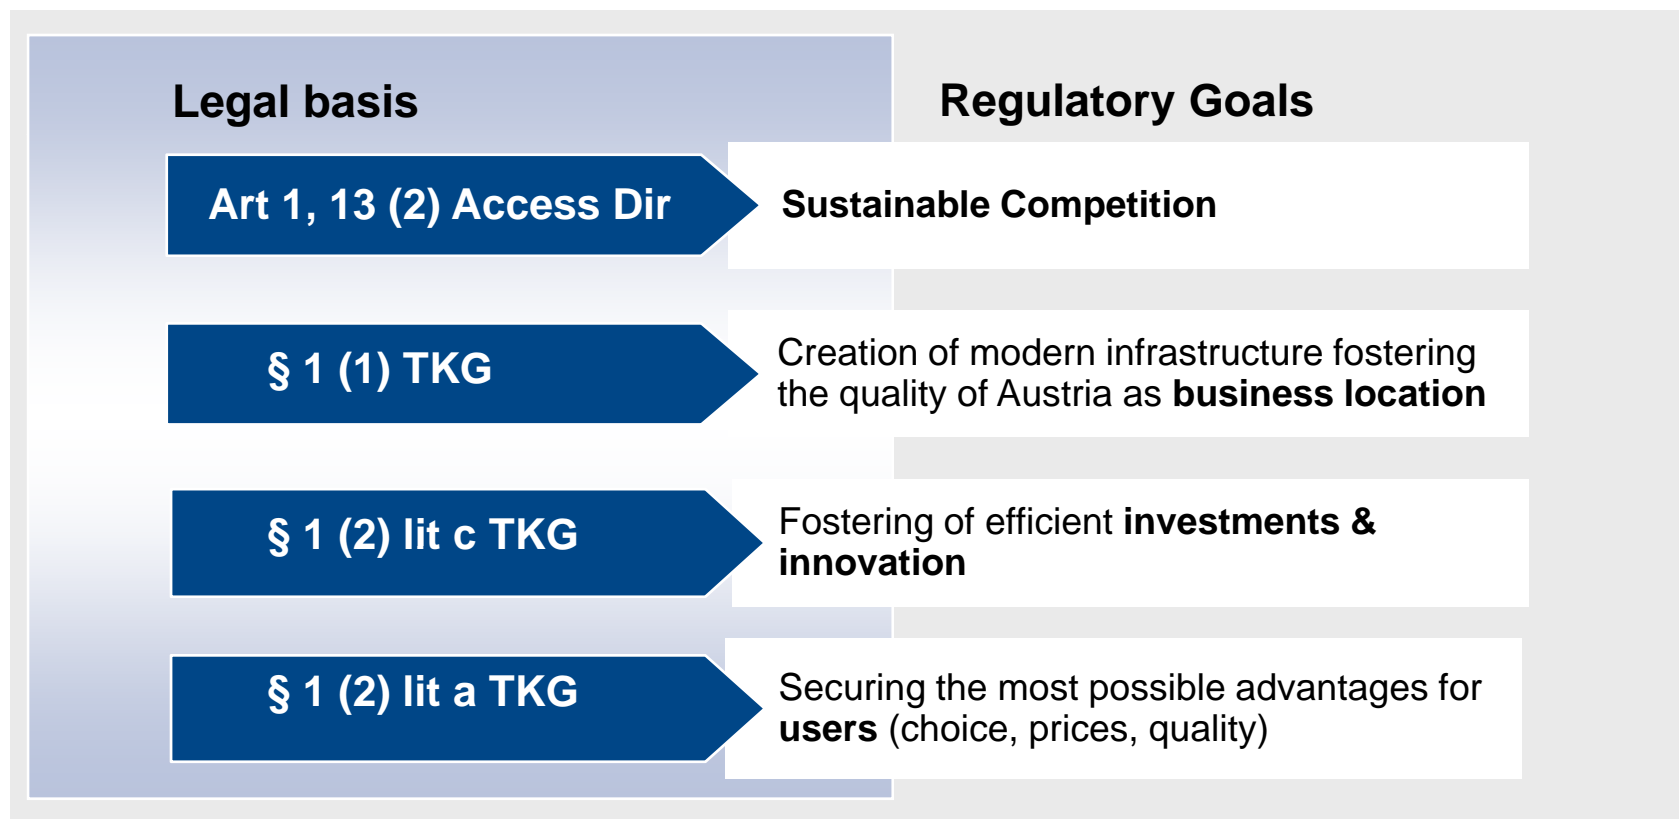 Legal basis
Regulatory Goals
Art 1, 13 (2) Access Dir
Sustainable Competition
§ 1 (1) TKG
Creation of modern infrastructure fostering
the quality of Austria as business location
§ 1 (2) lit c TKG
Fostering of efficient investments &
innovation
§ 1 (2) lit a TKG
Securing the most possible advantages for
users (choice, prices, quality)